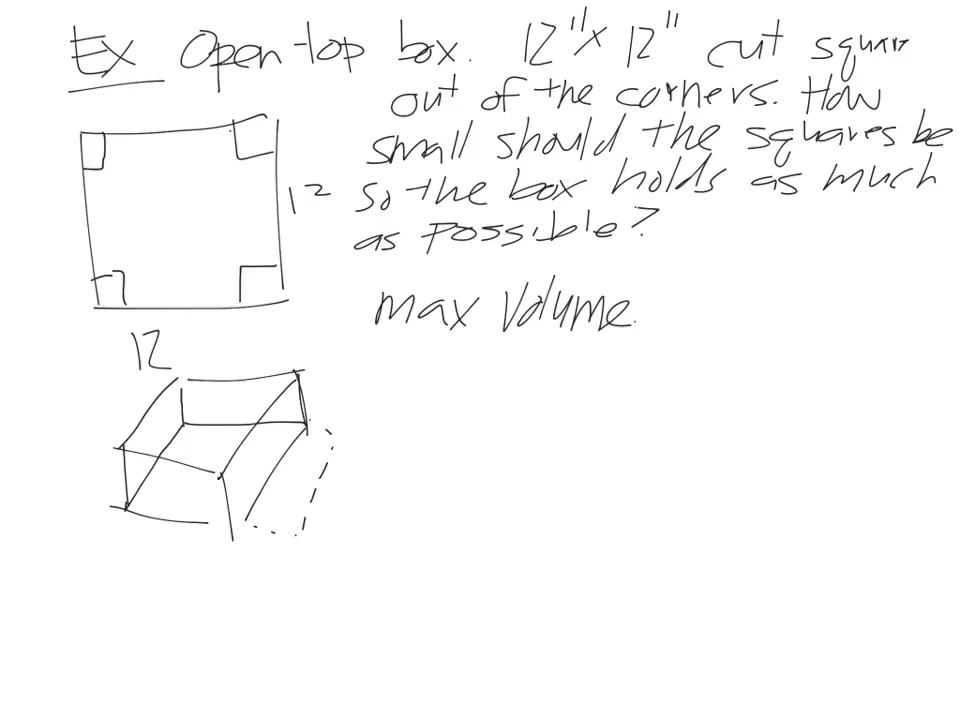 Ex Open-top box. 12"x 12" cut square
out of the corners. How
small should the squares be
12 so the box holds as much
as possible?
max Volume.
12